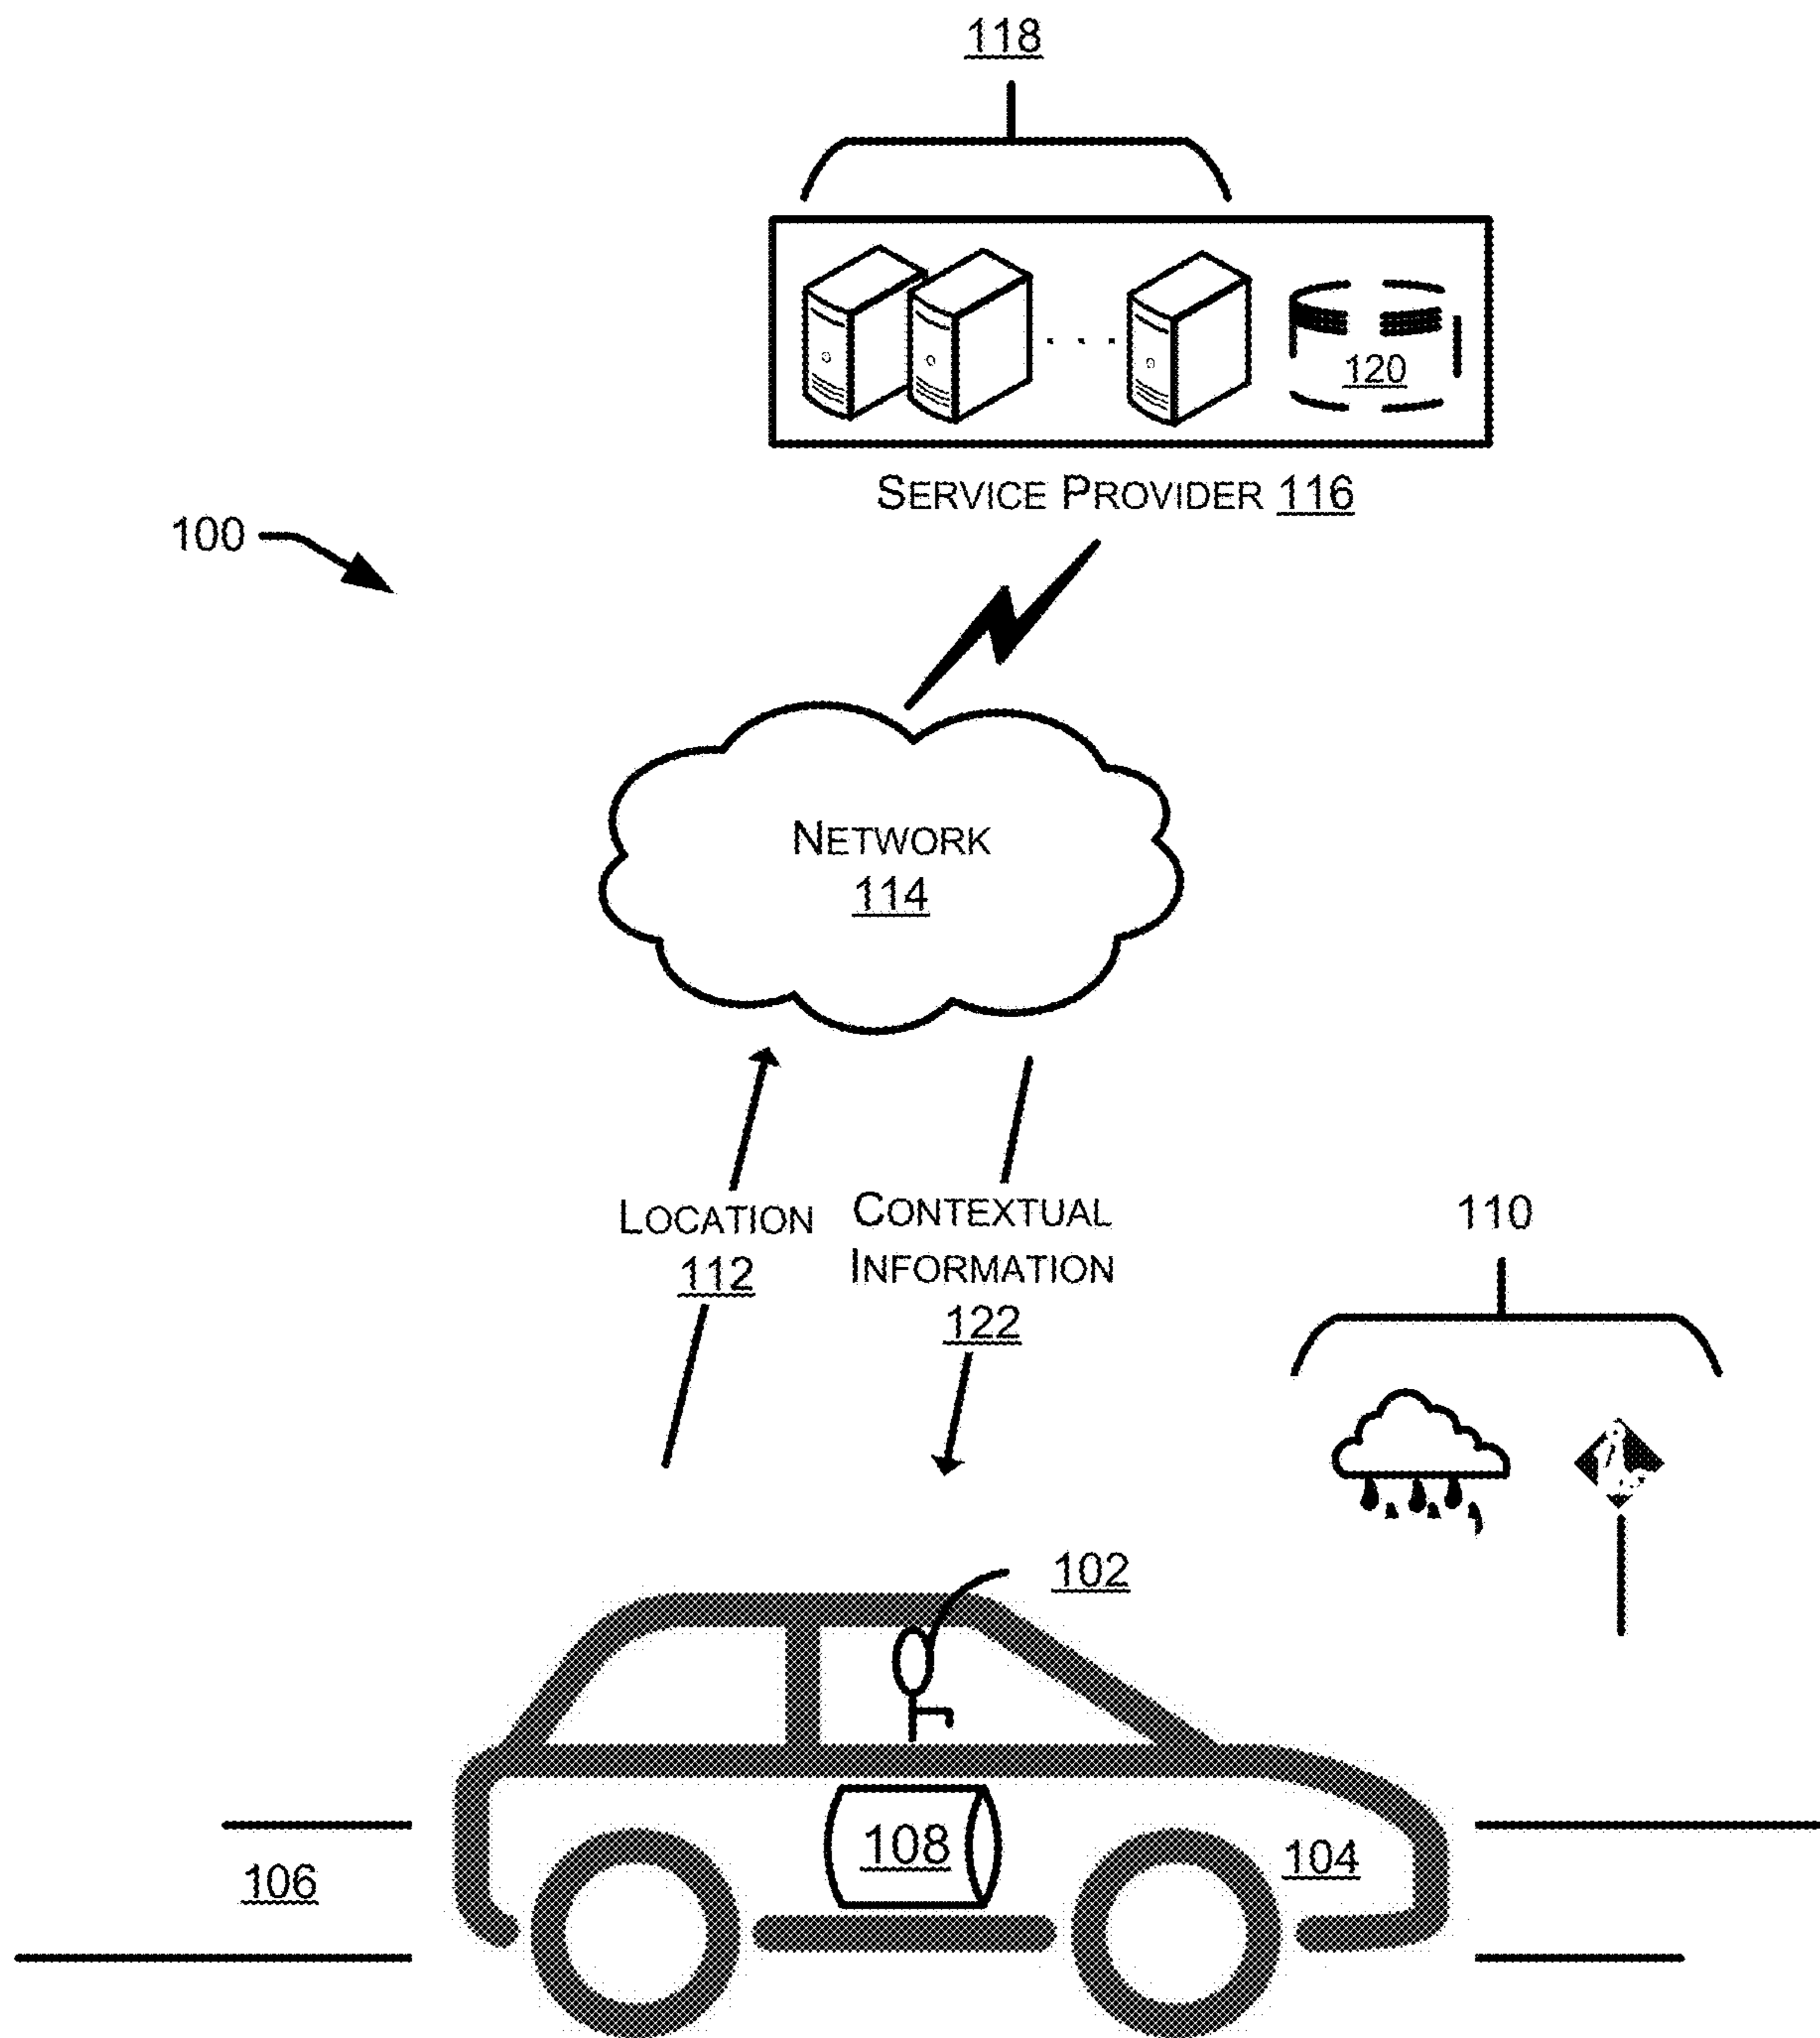 118
120
SERVICE PROVIDER 116
100
NETWORK
114
LOCATION
112
CONTEXTUAL
INFORMATION
122
110
102
108
104
106